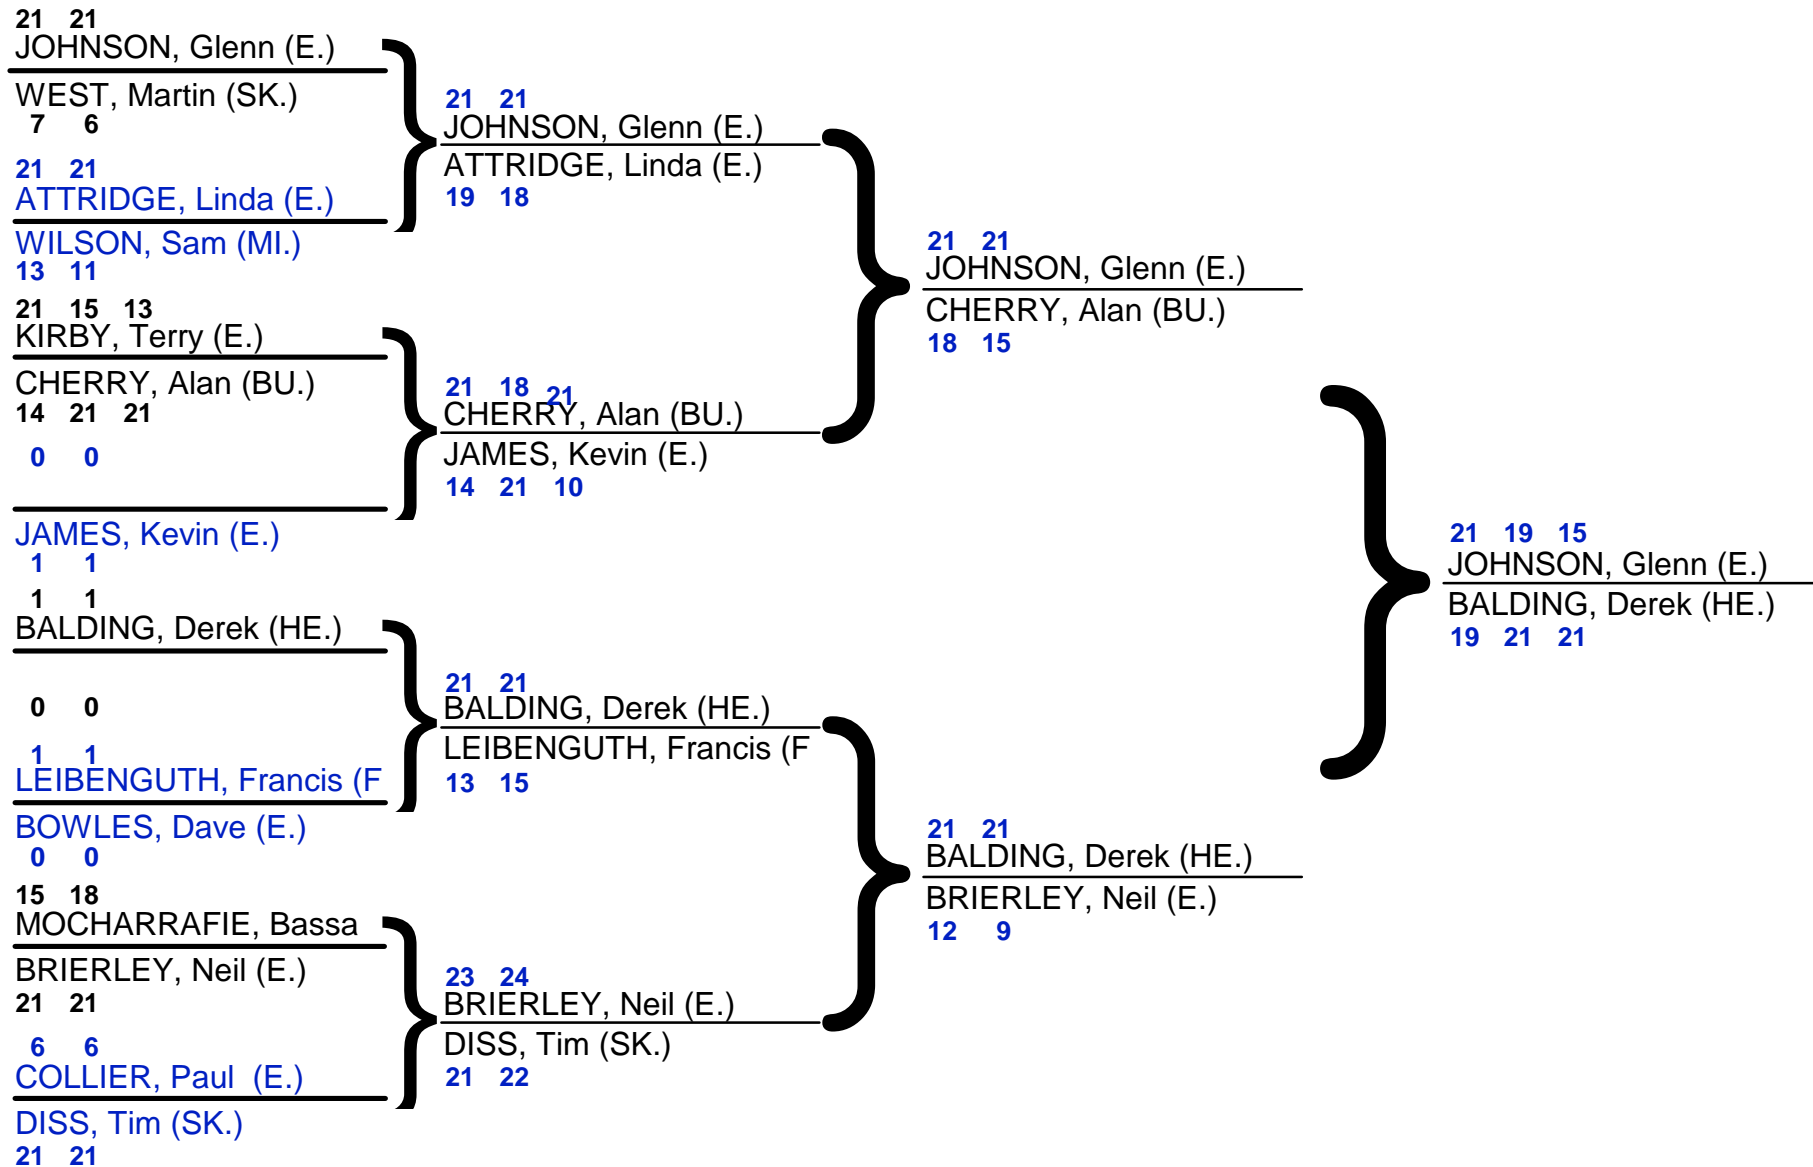 21 21
JOHNSON, Glenn (E.)
WEST, Martin (SK.)
7 6
21 21
ATTRIDGE, Linda (E.)
WILSON, Sam (MI.)
13 11
21 15 13
KIRBY, Terry (E.)
CHERRY, Alan (BU.)
14 21 21
0 0
JAMES, Kevin (E.)
1 1
1 1
BALDING, Derek (HE.)
0 0
1 1
LEIBENGUTH, Francis (F
BOWLES, Dave (E.)
0 0
15 18
MOCHARRAFIE, Bassa
BRIERLEY, Neil (E.)
21 21
6 6
COLLIER, Paul (E.)
DISS, Tim (SK.)
21 21
21 21
JOHNSON, Glenn (E.)
ATTRIDGE, Linda (E.)
19 18
21 18 21
CHERRY, Alan (BU.)
JAMES, Kevin (E.)
14 21 10
21 21
BALDING, Derek (HE.)
LEIBENGUTH, Francis (F
13 15
23 24
BRIERLEY, Neil (E.)
DISS, Tim (SK.)
21 22
21 21
JOHNSON, Glenn (E.)
CHERRY, Alan (BU.)
18 15
21 21
BALDING, Derek (HE.)
BRIERLEY, Neil (E.)
12 9
21 19 15
JOHNSON, Glenn (E.)
BALDING, Derek (HE.)
19 21 21